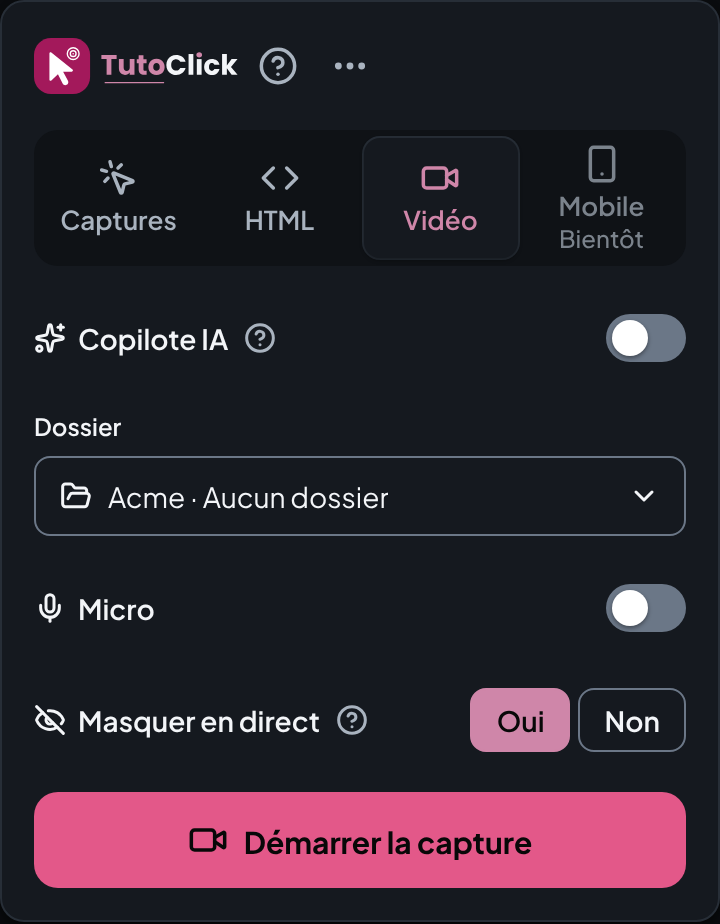 TutoClick
Captures
HTML
Vidéo
Mobile
Bientôt
Copilote IA
Dossier
Acme · Aucun dossier
Micro
Masquer en direct
Oui
Non
Démarrer la capture